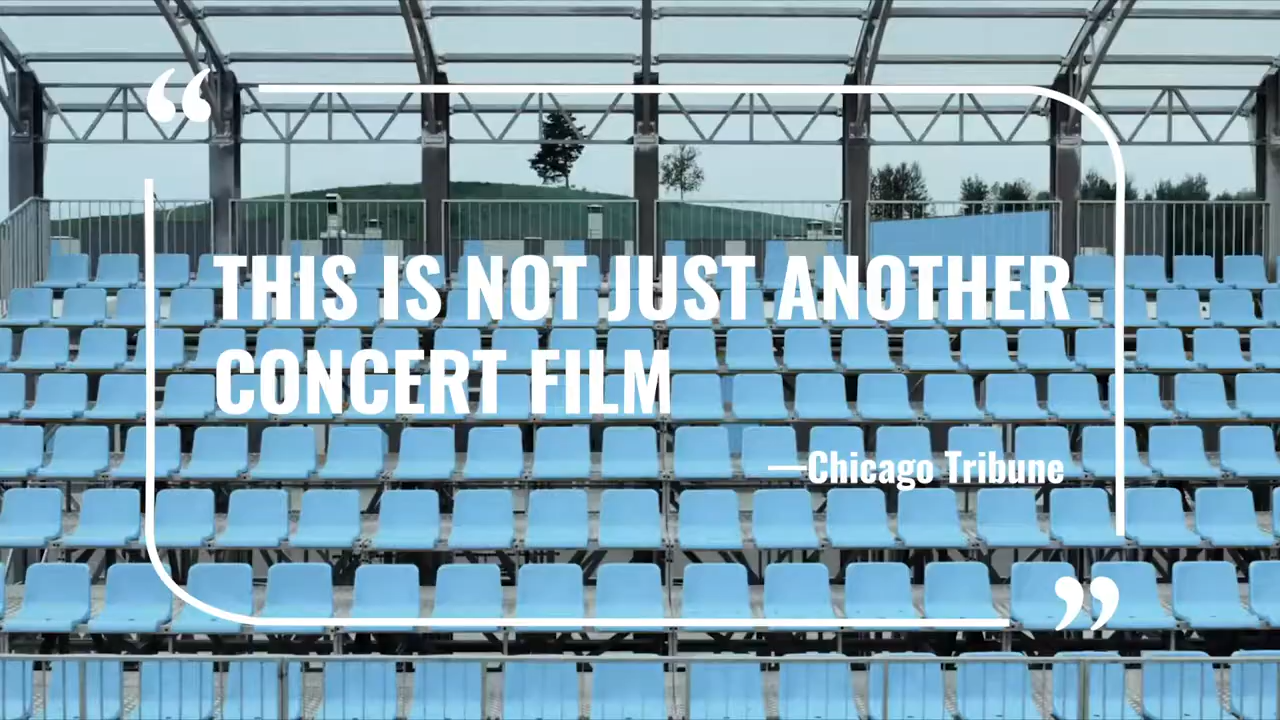 “
THIS IS NOT JUST ANOTHER
CONCERT FILM
—Chicago Tribune
”